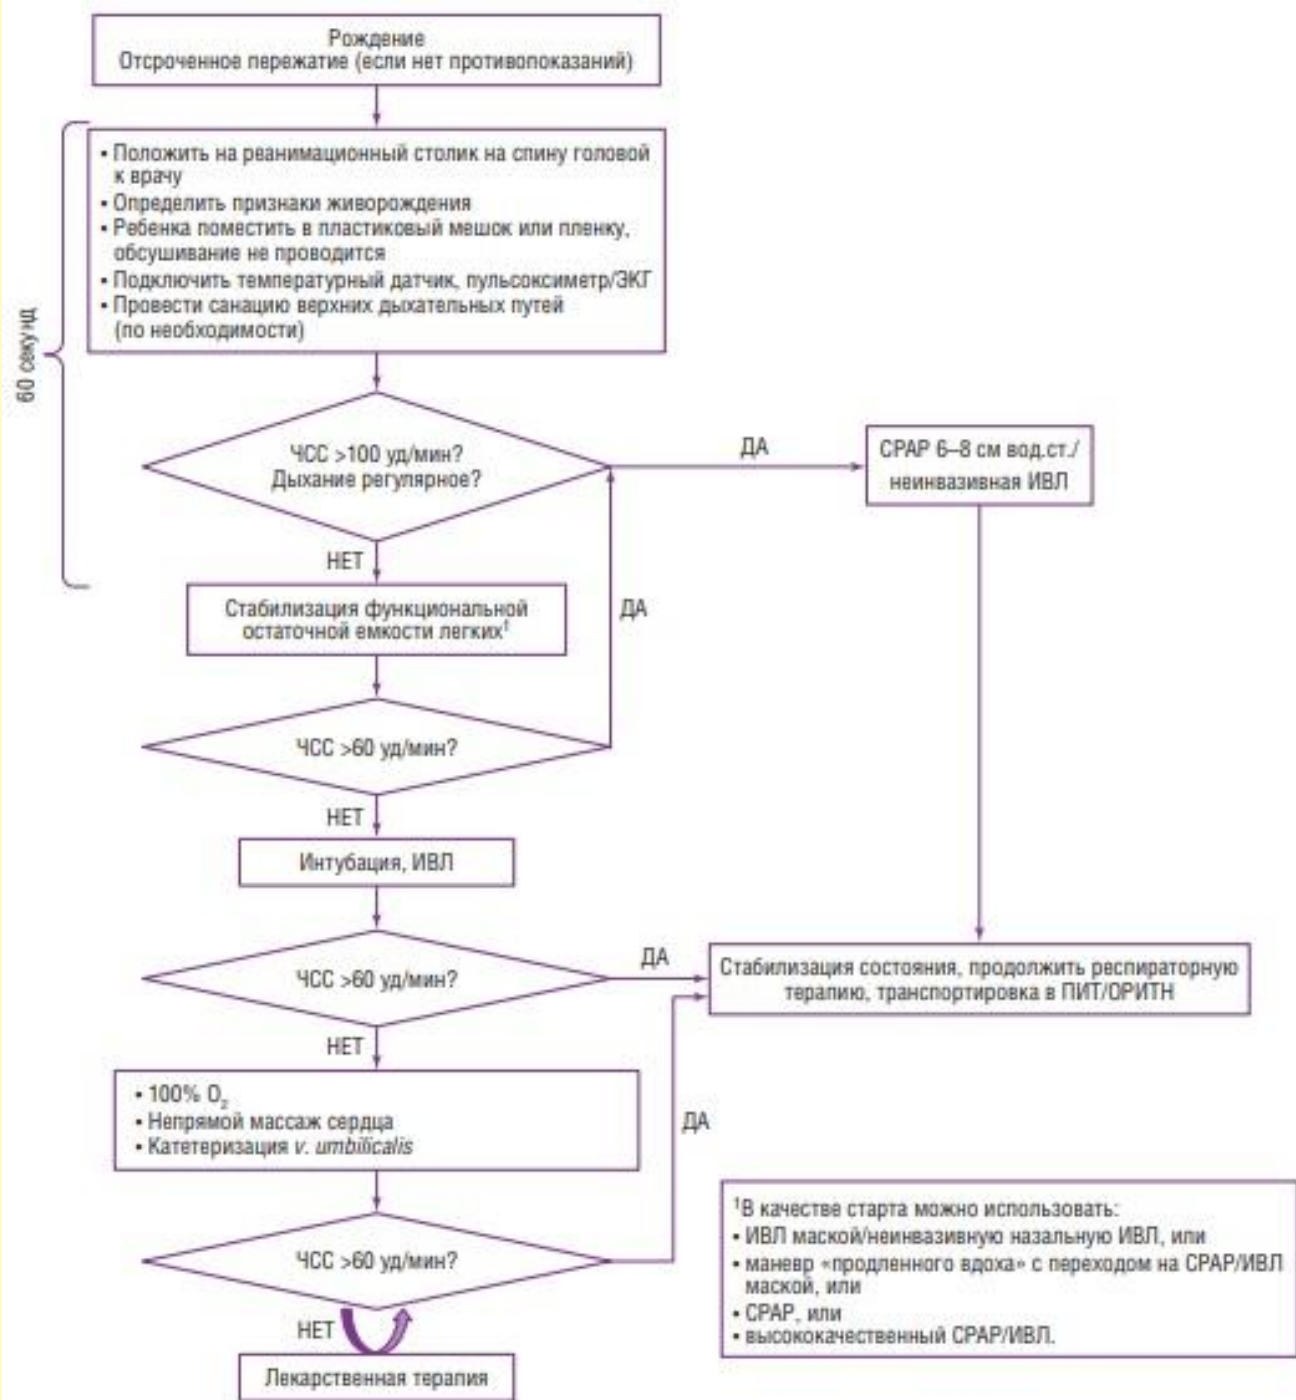 Рождение
Отсроченное пережатие (если нет противопоказаний)
60 секунд
▪ Положить на реанимационный столик на спину головой
к врачу
▪ Определить признаки живорождения
▪ Ребенка поместить в пластиковый мешок или пленку,
обсушивание не проводится
▪ Подключить температурный датчик, пульсоксиметр/ЭКГ
▪ Провести санацию верхних дыхательных путей
(по необходимости)
ЧСС >100 уд/мин?
Дыхание регулярное?
ДА
CPAP 6–8 см вод.ст./
неинвазивная ИВЛ
НЕТ
Стабилизация функциональной
остаточной емкости легких¹
ДА
ЧСС >60 уд/мин?
НЕТ
Интубация, ИВЛ
ЧСС >60 уд/мин?
ДА
Стабилизация состояния, продолжить респираторную
терапию, транспортировка в ПИТ/ОРИТН
НЕТ
▪ 100% O₂
▪ Непрямой массаж сердца
▪ Катетеризация v. umbilicalis
ДА
ЧСС >60 уд/мин?
НЕТ
Лекарственная терапия
¹В качестве старта можно использовать:
▪ ИВЛ маской/неинвазивную назальную ИВЛ, или
▪ маневр «продленного вдоха» с переходом на CPAP/ИВЛ
маской, или
▪ CPAP, или
▪ высококачественный CPAP/ИВЛ.